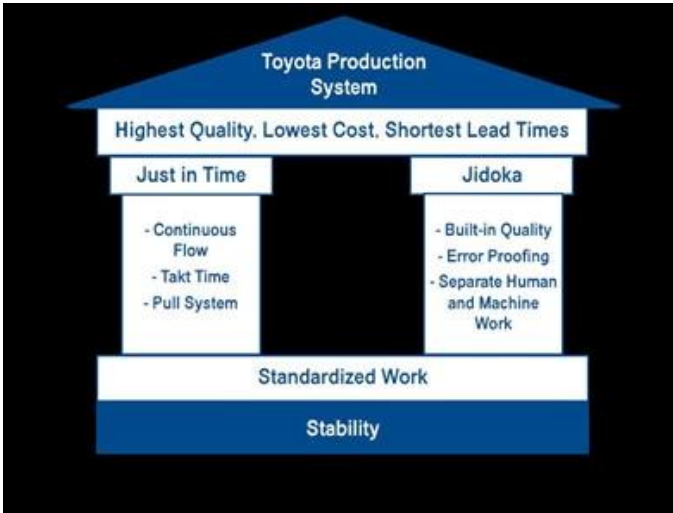 Toyota Production
System
Highest Quality, Lowest Cost, Shortest Lead Times
Just in Time
- Continuous
Flow
- Takt Time
- Pull System
Jidoka
- Built-in Quality
- Error Proofing
- Separate Human
and Machine
Work
Standardized Work
Stability